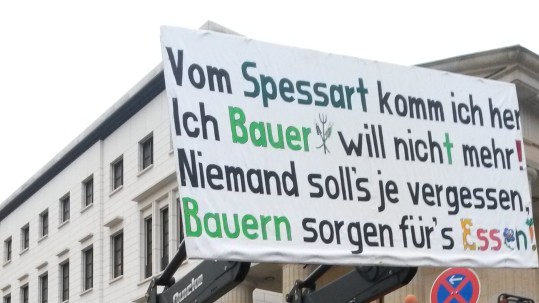 Vom Spessart komm ich her
Ich Bauer will nicht mehr!
Niemand soll's je vergessen,
Bauern sorgen für's Essen!